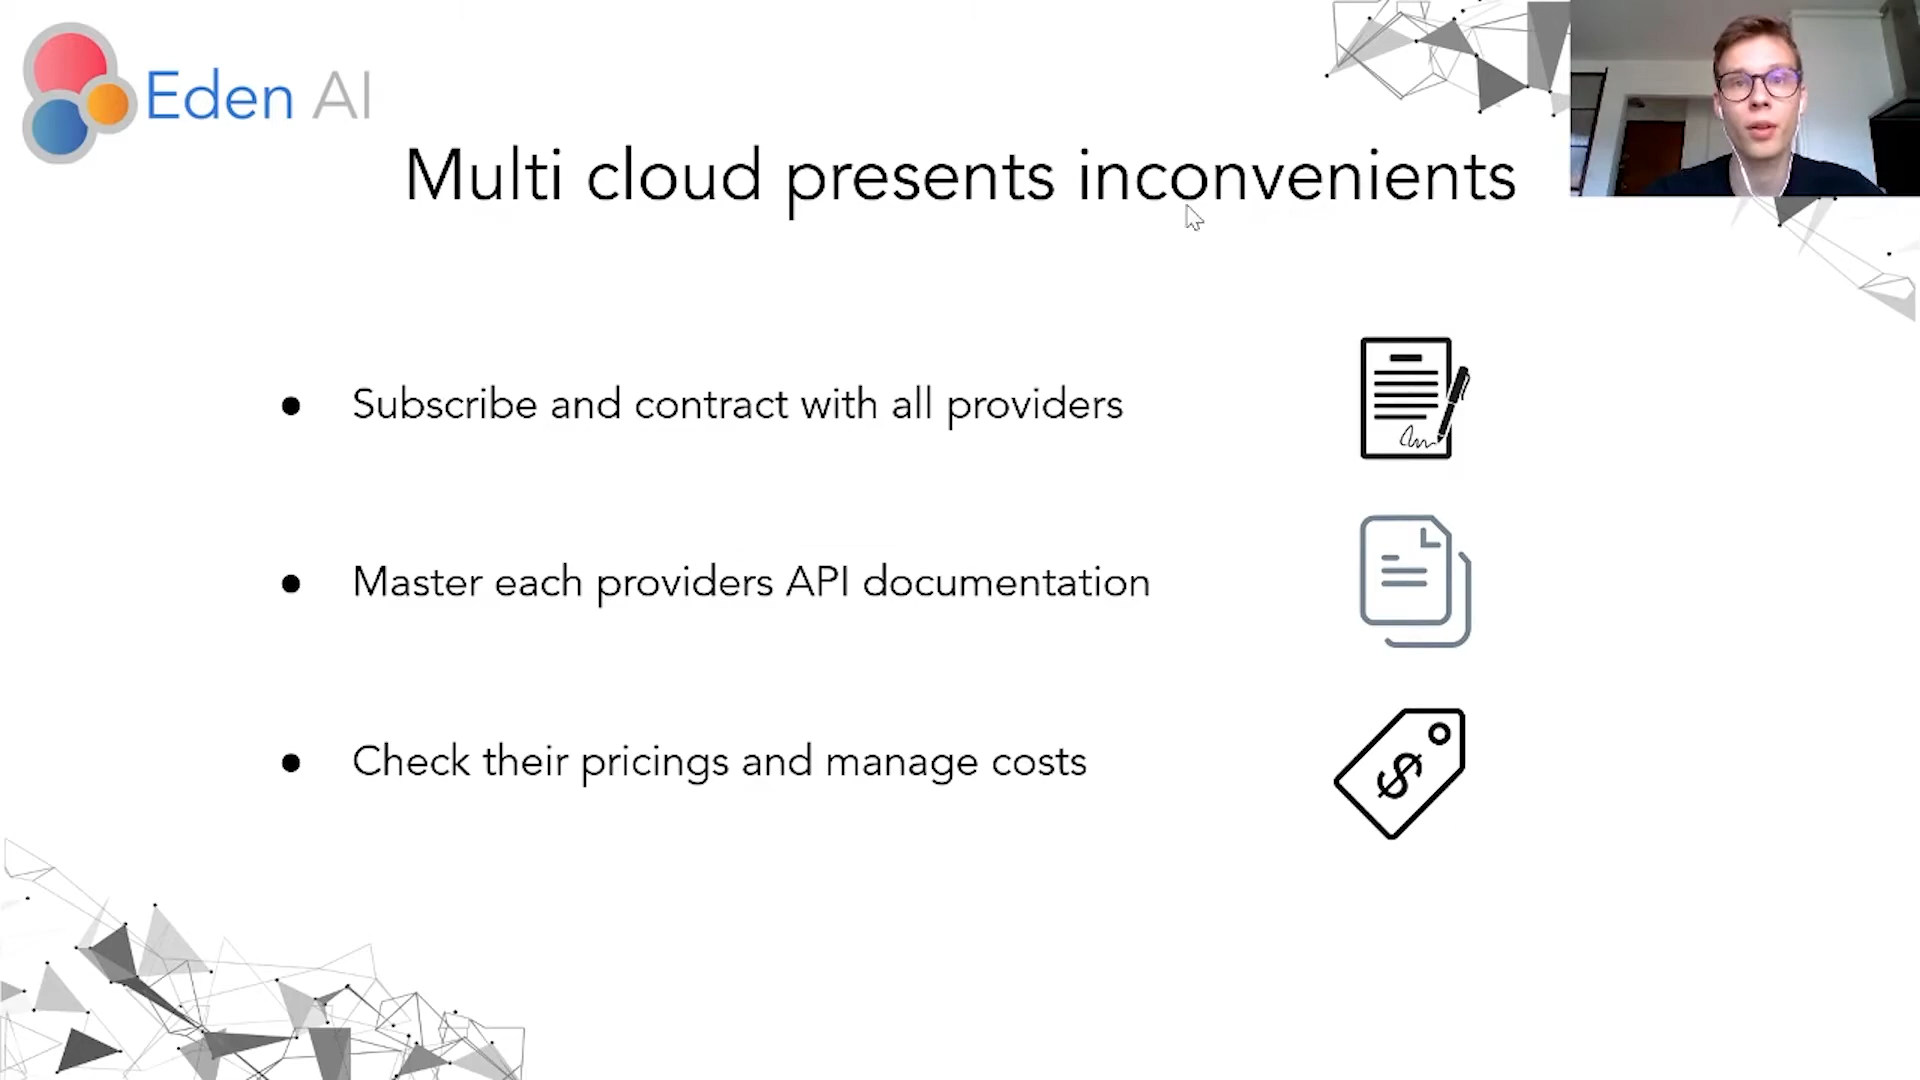 Eden AI
Multi cloud presents inconvenients
● Subscribe and contract with all providers
● Master each providers API documentation
● Check their pricings and manage costs
$